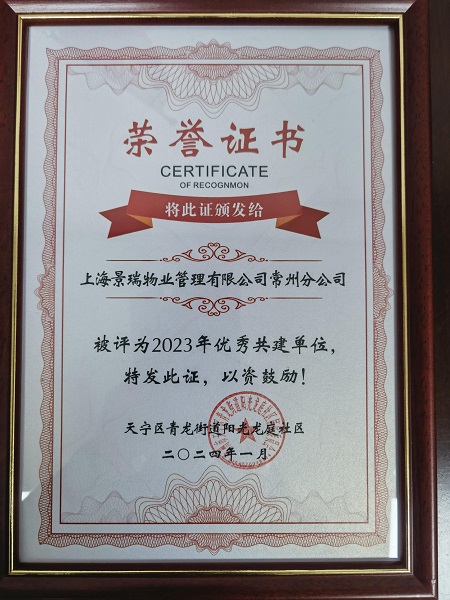 荣誉证书
CERTIFICATE
OF RECOGNMON
将此证颁发给
上海景瑞物业管理有限公司常州分公司
被评为2023年优秀共建单位，
特发此证，以资鼓励！
天宁区青龙街道阳光龙庭社区
二〇二四年一月